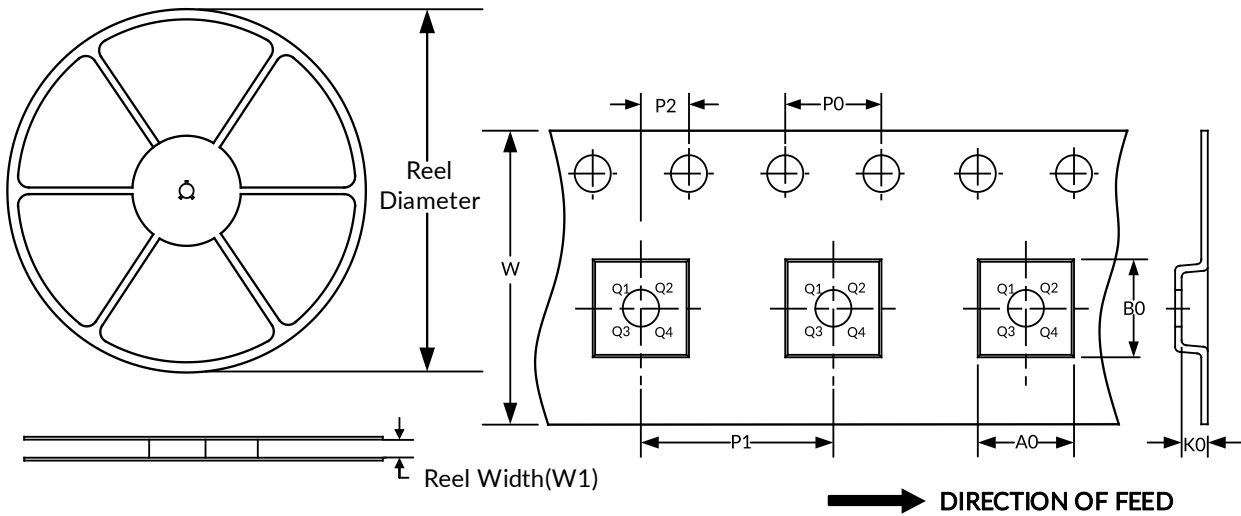 Reel
Diameter
Reel Width(W1)
P2
P0
W
Q1 Q2
Q3 Q4
Q1 Q2
Q3 Q4
Q1 Q2
Q3 Q4
B0
P1
A0
K0
DIRECTION OF FEED